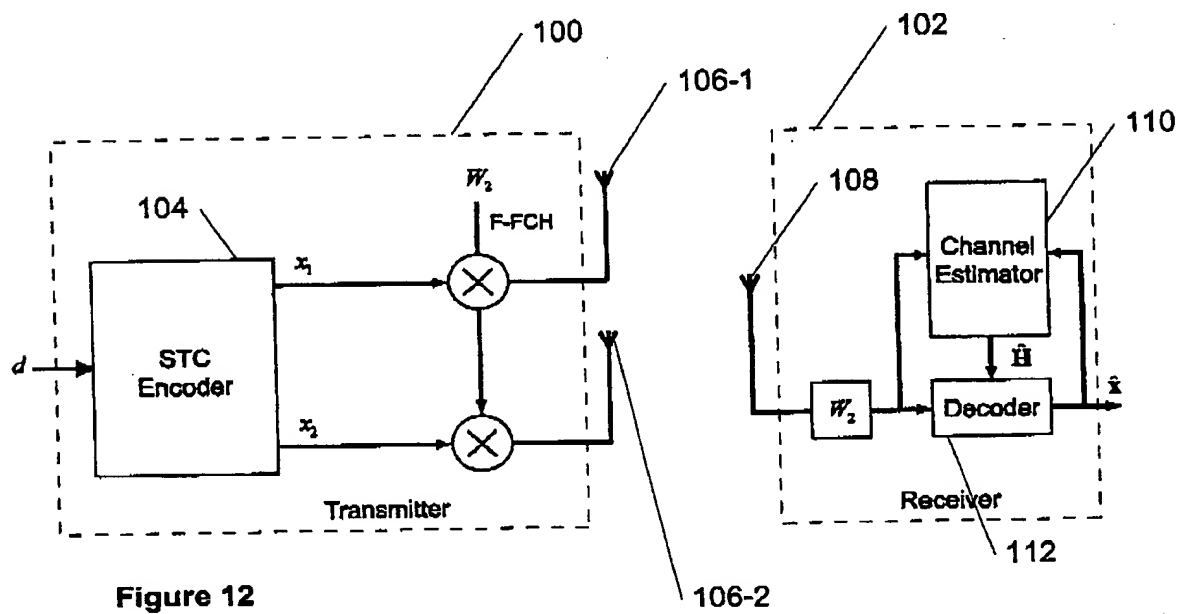 100
102
106-1
110
108
W₂
F-FCH
104
x₁
Channel
Estimator
d
STC
Encoder
Ĥ
W₂
Decoder
x̂
x₂
Transmitter
Receiver
112
Figure 12
106-2